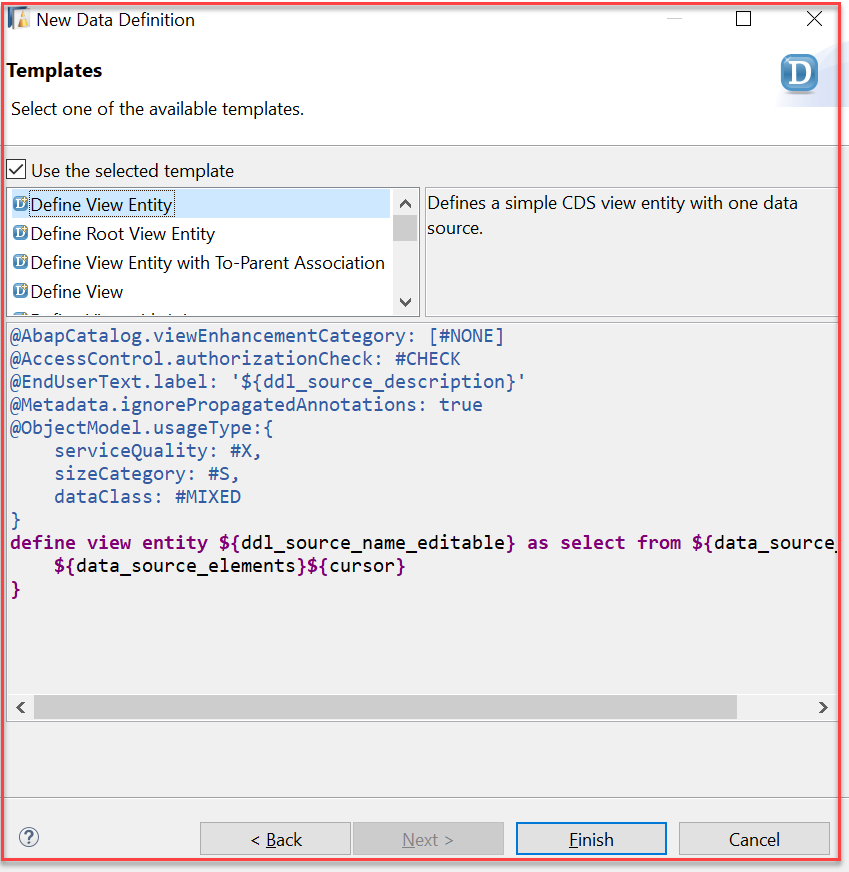 New Data Definition
Templates
D
Select one of the available templates.
Use the selected template
Define View Entity
Define Root View Entity
Define View Entity with To-Parent Association
Define View
Defines a simple CDS view entity with one data
source.
@AbapCatalog.viewEnhancementCategory: [#NONE]
@AccessControl.authorizationCheck: #CHECK
@EndUserText.label: '${ddl_source_description}'
@Metadata.ignorePropagatedAnnotations: true
@ObjectModel.usageType:{
    serviceQuality: #X,
    sizeCategory: #S,
    dataClass: #MIXED
}
define view entity ${ddl_source_name_editable} as select from ${data_source_
    ${data_source_elements}${cursor}
}
?
< Back
Next >
Finish
Cancel